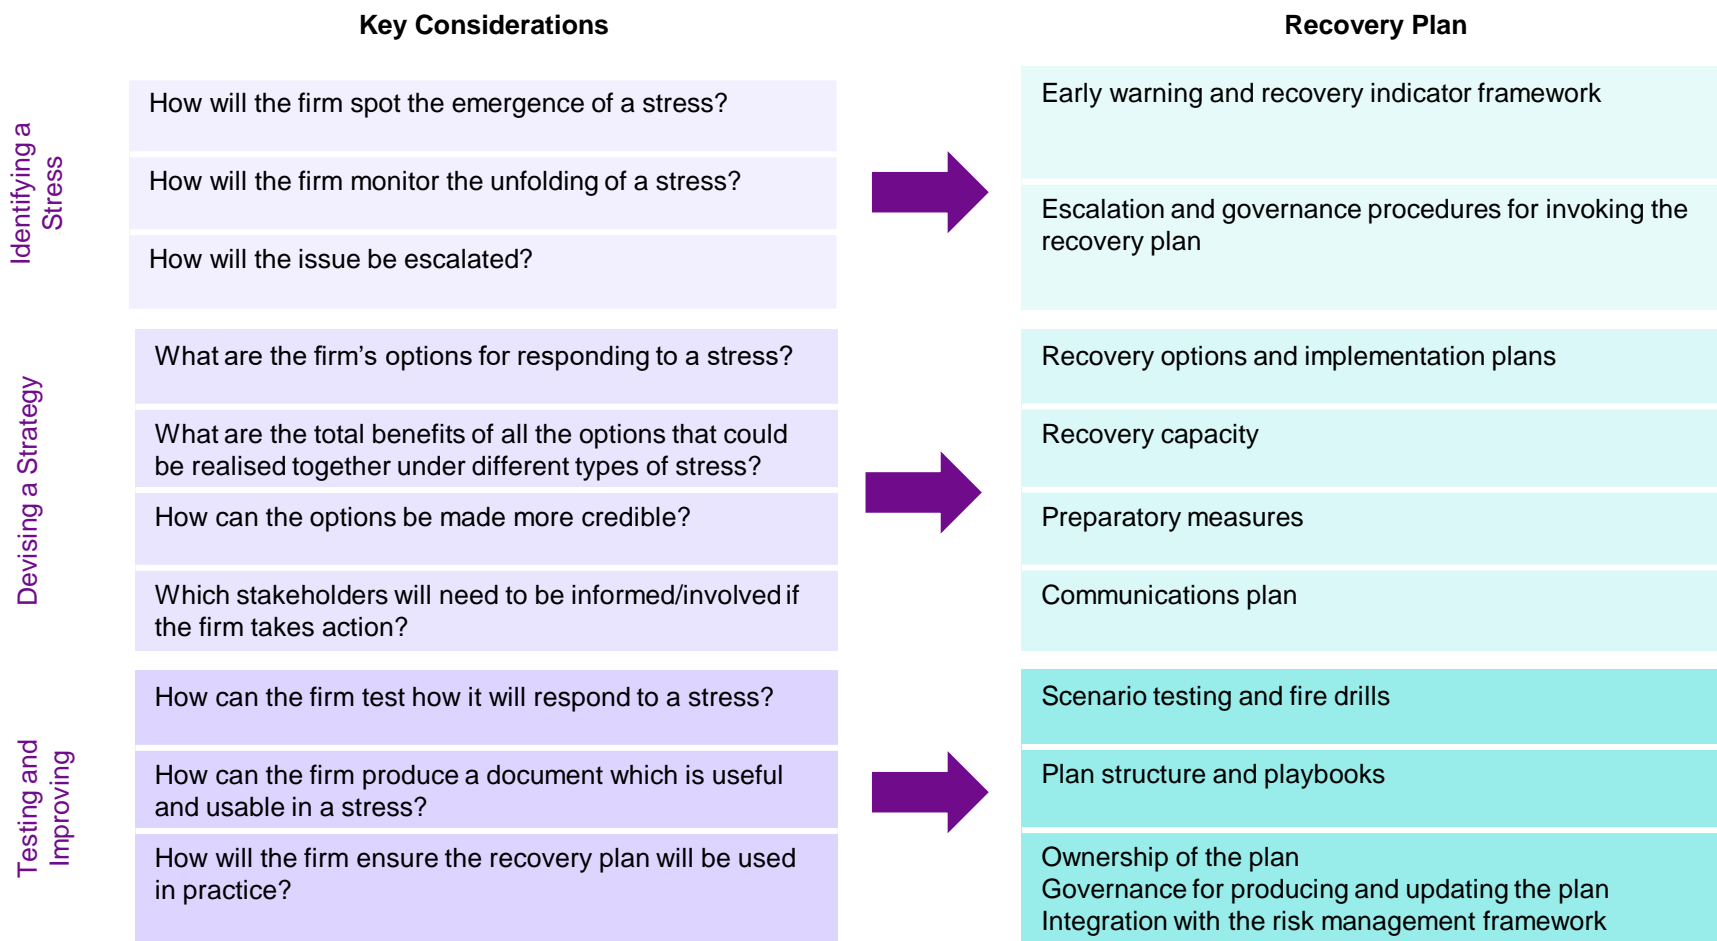 Key Considerations
Recovery Plan
Identifying a
Stress
How will the firm spot the emergence of a stress?
How will the firm monitor the unfolding of a stress?
How will the issue be escalated?
Early warning and recovery indicator framework
Escalation and governance procedures for invoking the
recovery plan
Devising a Strategy
What are the firm’s options for responding to a stress?
What are the total benefits of all the options that could
be realised together under different types of stress?
How can the options be made more credible?
Which stakeholders will need to be informed/involved if
the firm takes action?
Recovery options and implementation plans
Recovery capacity
Preparatory measures
Communications plan
Testing and
Improving
How can the firm test how it will respond to a stress?
How can the firm produce a document which is useful
and usable in a stress?
How will the firm ensure the recovery plan will be used
in practice?
Scenario testing and fire drills
Plan structure and playbooks
Ownership of the plan
Governance for producing and updating the plan
Integration with the risk management framework